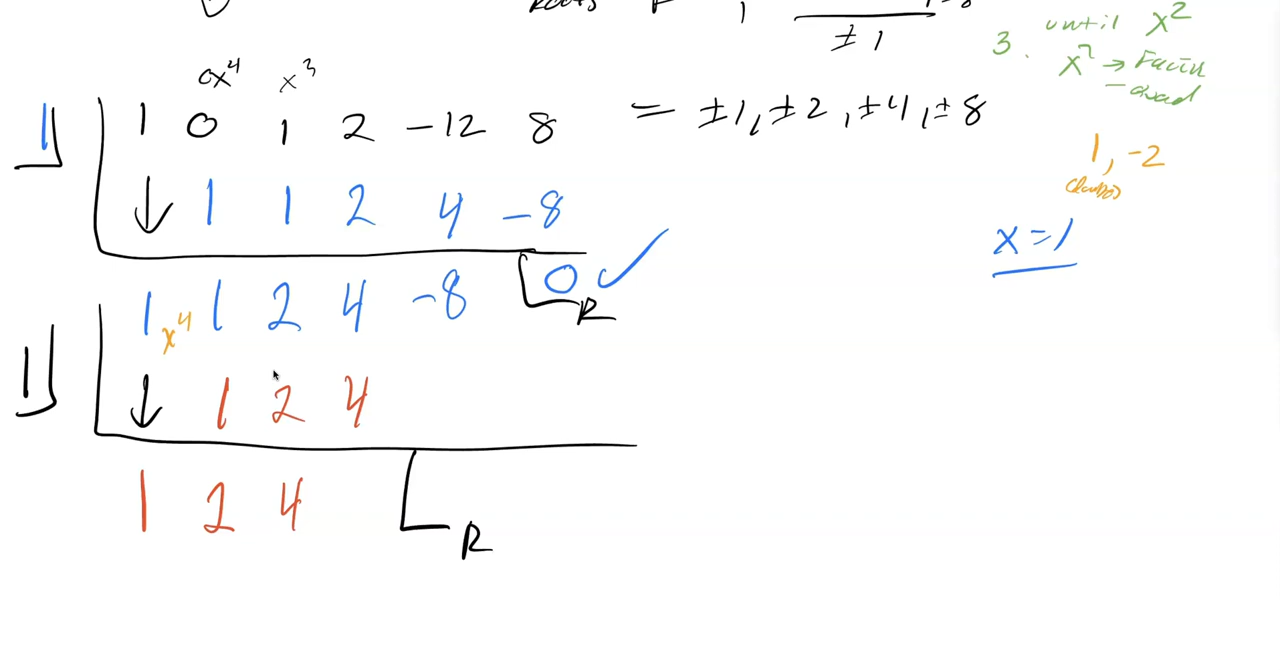 ± 1
3. until x²
x² → Factor
- quad
0x⁴ x³
1 1 0 1 2 -12 8 = ±1, ±2, ±4, ±8
1, -2
↓ 1 1 2 4 -8
x = 1
1 x⁴ 1 2 4 -8 0 ✓ R
1 ↓ 1 2 4
1 2 4 R